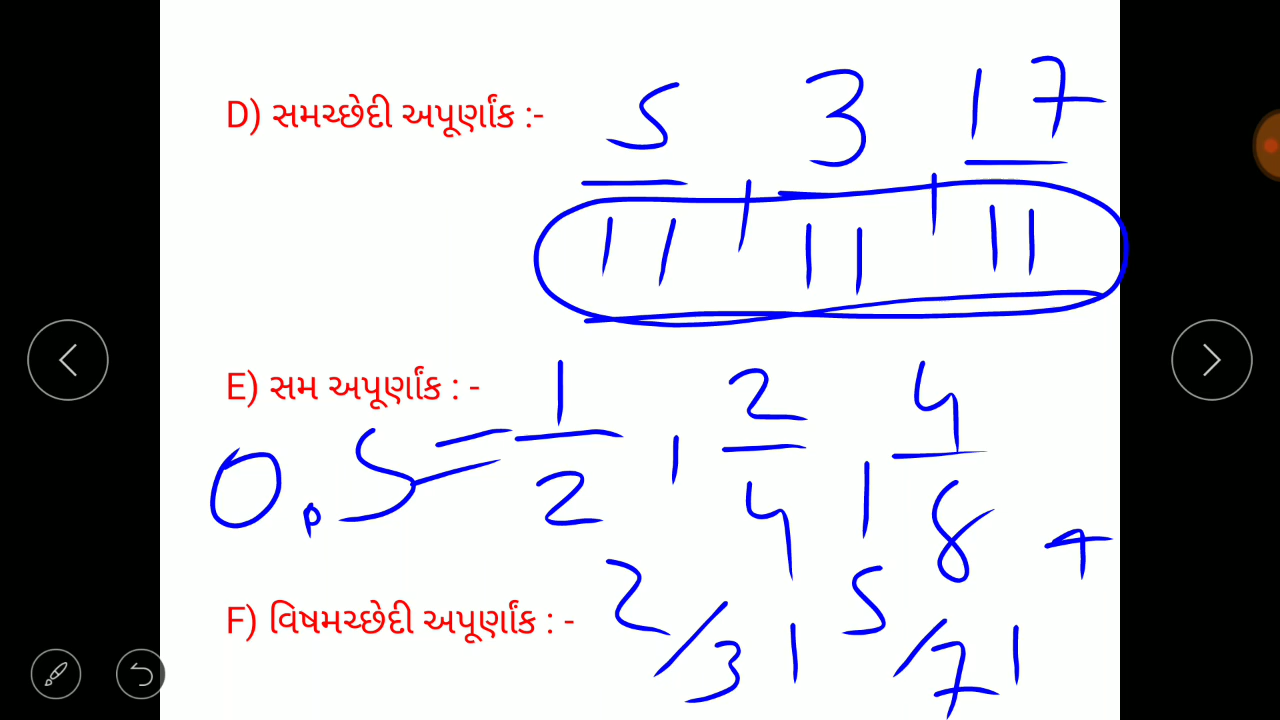 D) સમચ્છેદી અપૂર્ણાંક :- 5/11 , 3/11 , 17/11
E) સમ અપૂર્ણાંક : - 0.5 = 1/2 , 2/4 , 4/8
F) વિષમચ્છેદી અપૂર્ણાંક : - 2/3 , 5/7 ,